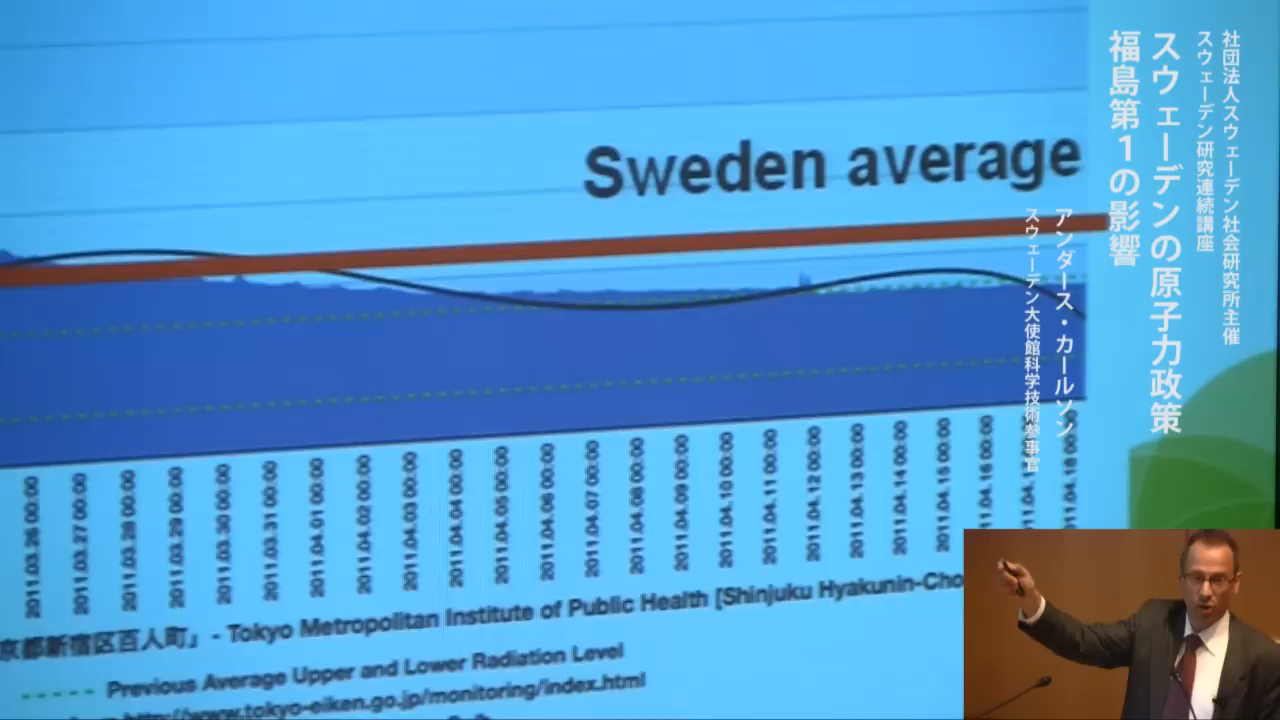 社団法人スウェーデン社会研究所主催
スウェーデン研究連続講座
スウェーデンの原子力政策
福島第1の影響
アンダース・カールソン
スウェーデン大使館科学技術参事官
Sweden average
2011.03.26 00:00
2011.03.27 00:00
2011.03.28 00:00
2011.03.29 00:00
2011.03.30 00:00
2011.03.31 00:00
2011.04.01 00:00
2011.04.02 00:00
2011.04.03 00:00
2011.04.04 00:00
2011.04.05 00:00
2011.04.06 00:00
2011.04.07 00:00
2011.04.08 00:00
2011.04.09 00:00
2011.04.10 00:00
2011.04.11 00:00
2011.04.12 00:00
2011.04.13 00:00
2011.04.14 00:00
2011.04.15 00:00
2011.04.16 00:00
2011.04.18 00:00
京都新宿区百人町」 - Tokyo Metropolitan Institute of Public Health [Shinjuku Hyakunin-Cho
Previous Average Upper and Lower Radiation Level
http://www.tokyo-eiken.go.jp/monitoring/index.html